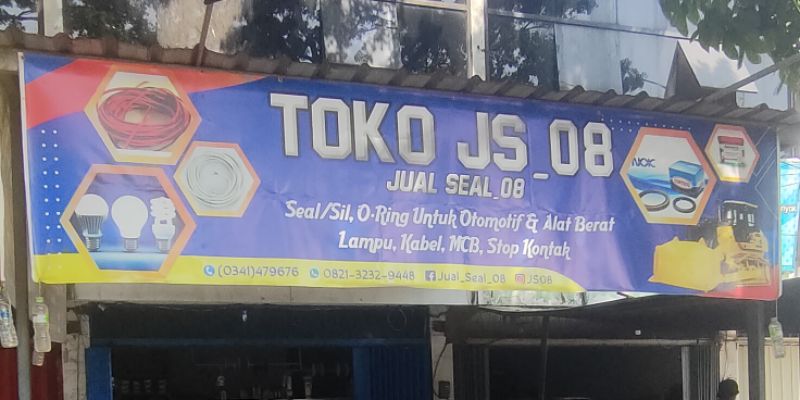 TOKO JS_08
JUAL SEAL_08
Seal/Sil, O-Ring Untuk Otomotif & Alat Berat
Lampu, Kabel, MCB, Stop Kontak
(0341)479676 0821-3232-9448 Jual_Seal_08 JS08
NOK